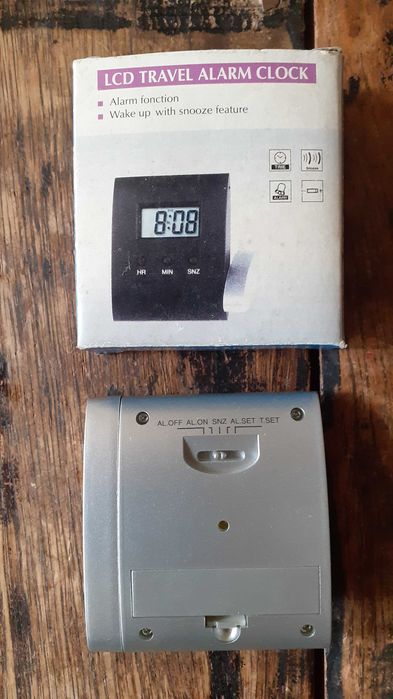 LCD TRAVEL ALARM CLOCK
Alarm fonction
Wake up with snooze feature
TIME
Snooze
ALARM
8:08
HR MIN SNZ
AL.OFF AL.ON SNZ AL.SET T.SET